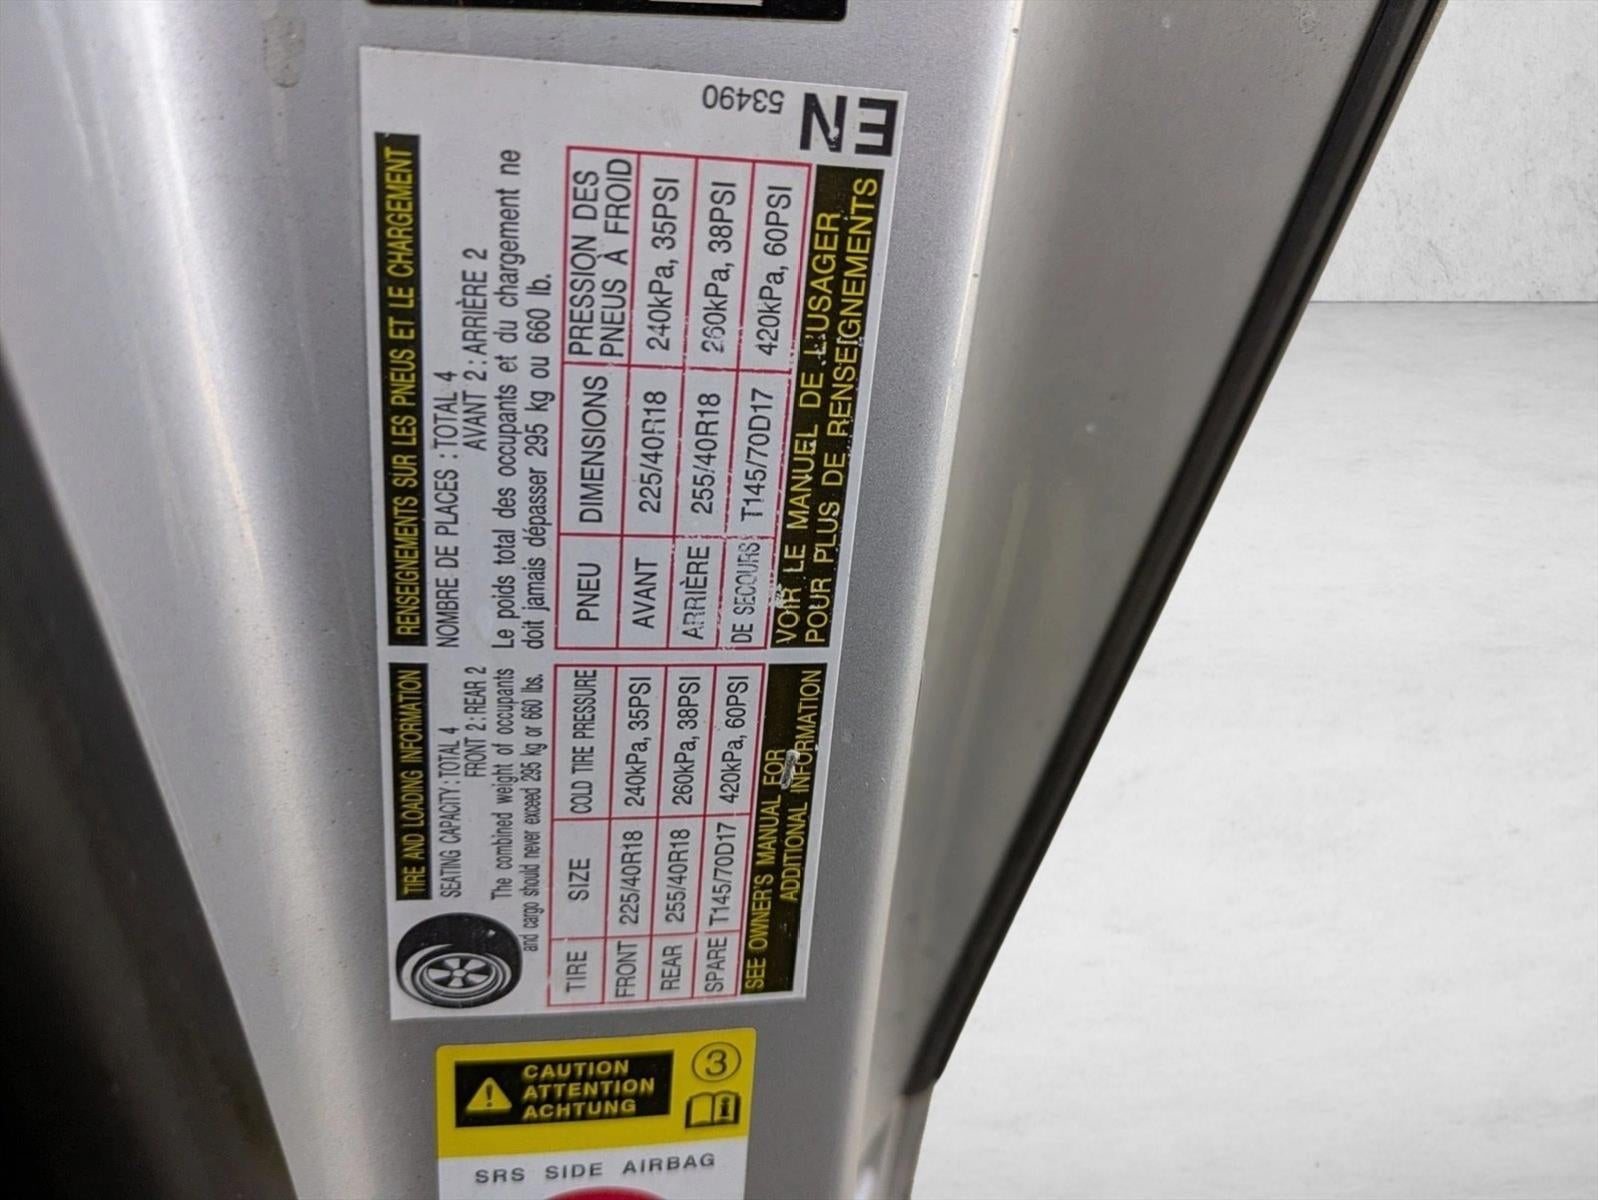 TIRE AND LOADING INFORMATION
SEATING CAPACITY : TOTAL 4
FRONT 2 : REAR 2
The combined weight of occupants
and cargo should never exceed 295 kg or 660 lbs.
TIRE SIZE COLD TIRE PRESSURE
FRONT 225/40R18 240kPa, 35PSI
REAR 255/40R18 260kPa, 38PSI
SPARE T145/70D17 420kPa, 60PSI
SEE OWNER'S MANUAL FOR
ADDITIONAL INFORMATION
RENSEIGNEMENTS SUR LES PNEUS ET LE CHARGEMENT
NOMBRE DE PLACES : TOTAL 4
AVANT 2 : ARRIÈRE 2
Le poids total des occupants et du chargement ne
doit jamais dépasser 295 kg ou 660 lb.
PNEU DIMENSIONS PRESSION DES
PNEUS À FROID
AVANT 225/40R18 240kPa, 35PSI
ARRIÈRE 255/40R18 260kPa, 38PSI
DE SECOURS T145/70D17 420kPa, 60PSI
VOIR LE MANUEL DE L'USAGER
POUR PLUS DE RENSEIGNEMENTS
53490
EN
CAUTION
ATTENTION
ACHTUNG
3
i
SRS SIDE AIRBAG